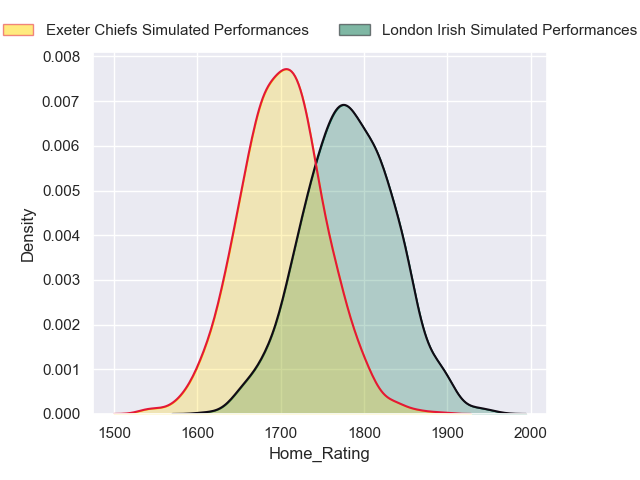 Exeter Chiefs Simulated Performances London Irish Simulated Performances
0.008
0.007
0.006
0.005
0.004
0.003
0.002
0.001
0.000
Density
1500 1600 1700 1800 1900 2000
Home_Rating